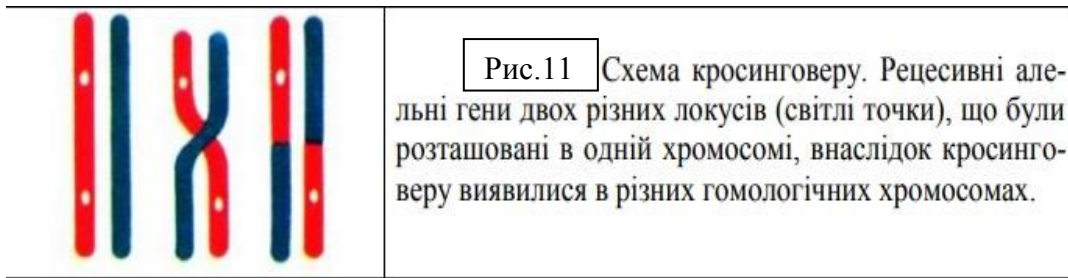 Рис.11 Схема кросинговеру. Рецесивні але-
льні гени двох різних локусів (світлі точки), що були
розташовані в одній хромосомі, внаслідок кросинго-
веру виявилися в різних гомологічних хромосомах.